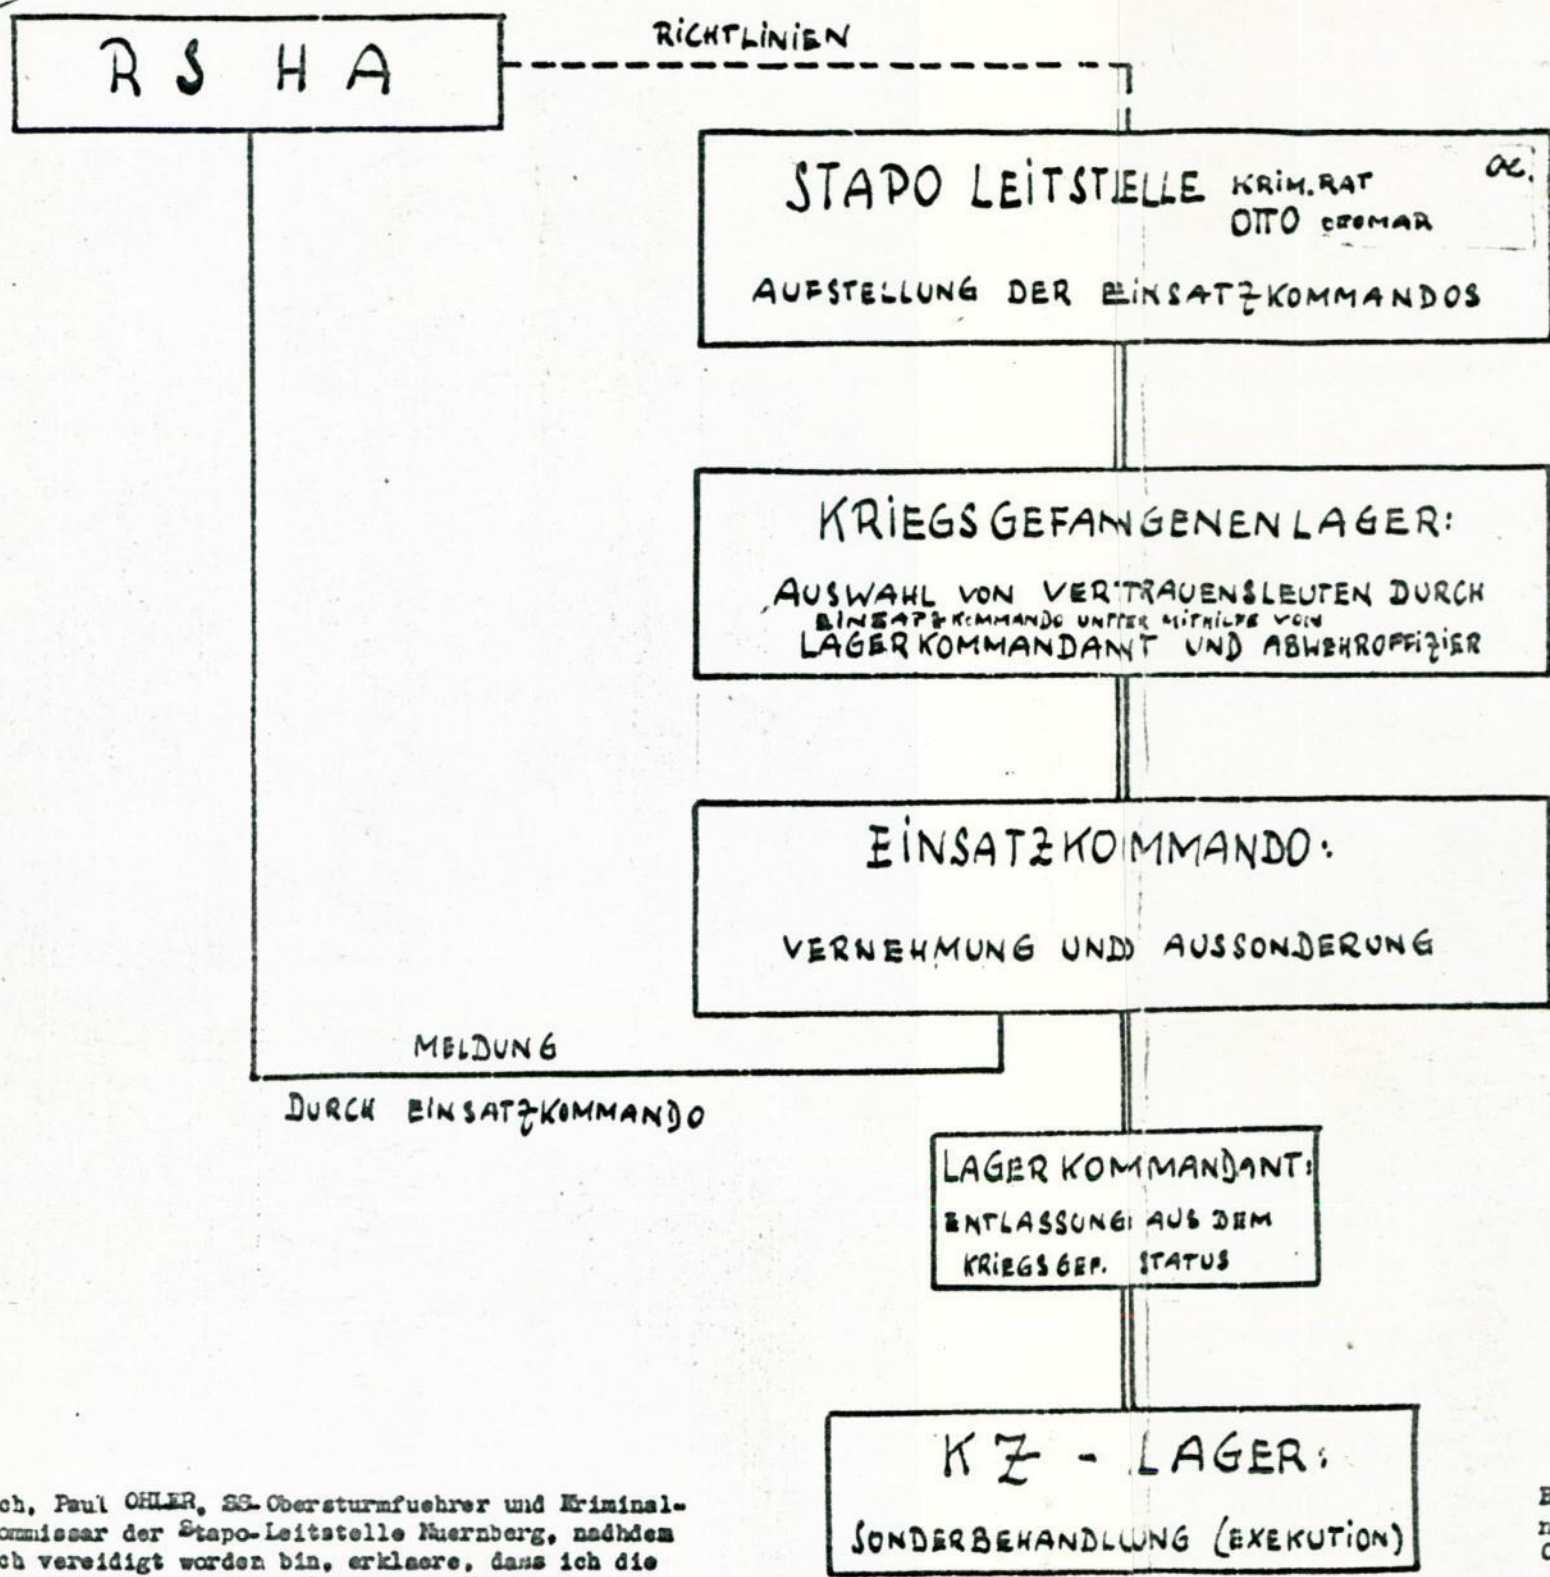 RSHA
RICHTLINIEN
STAPO LEITSTELLE KRIM. RAT
OTTO
AUFSTELLUNG DER EINSATZKOMMANDOS
KRIEGSGEFANGENENLAGER:
AUSWAHL VON VERTRAUENSLEUTEN DURCH
EINSATZKOMMANDO UNTER MITHILFE VOM
LAGERKOMMANDANT UND ABWEHROFFIZIER
EINSATZKOMMANDO:
VERNEHMUNG UND AUSSONDERUNG
MELDUNG
DURCH EINSATZKOMMANDO
LAGER KOMMANDANT:
ENTLASSUNG AUS DEM
KRIEGSGEF. STATUS
KZ - LAGER:
SONDERBEHANDLUNG (EXEKUTION)
ch, Paul OHLER, SS-Obersturmfuehrer und Kriminal-
ommissar der Stapo-Leitstelle Nuernberg, nachdem
ch vereidigt worden bin, erklaere, dass ich die